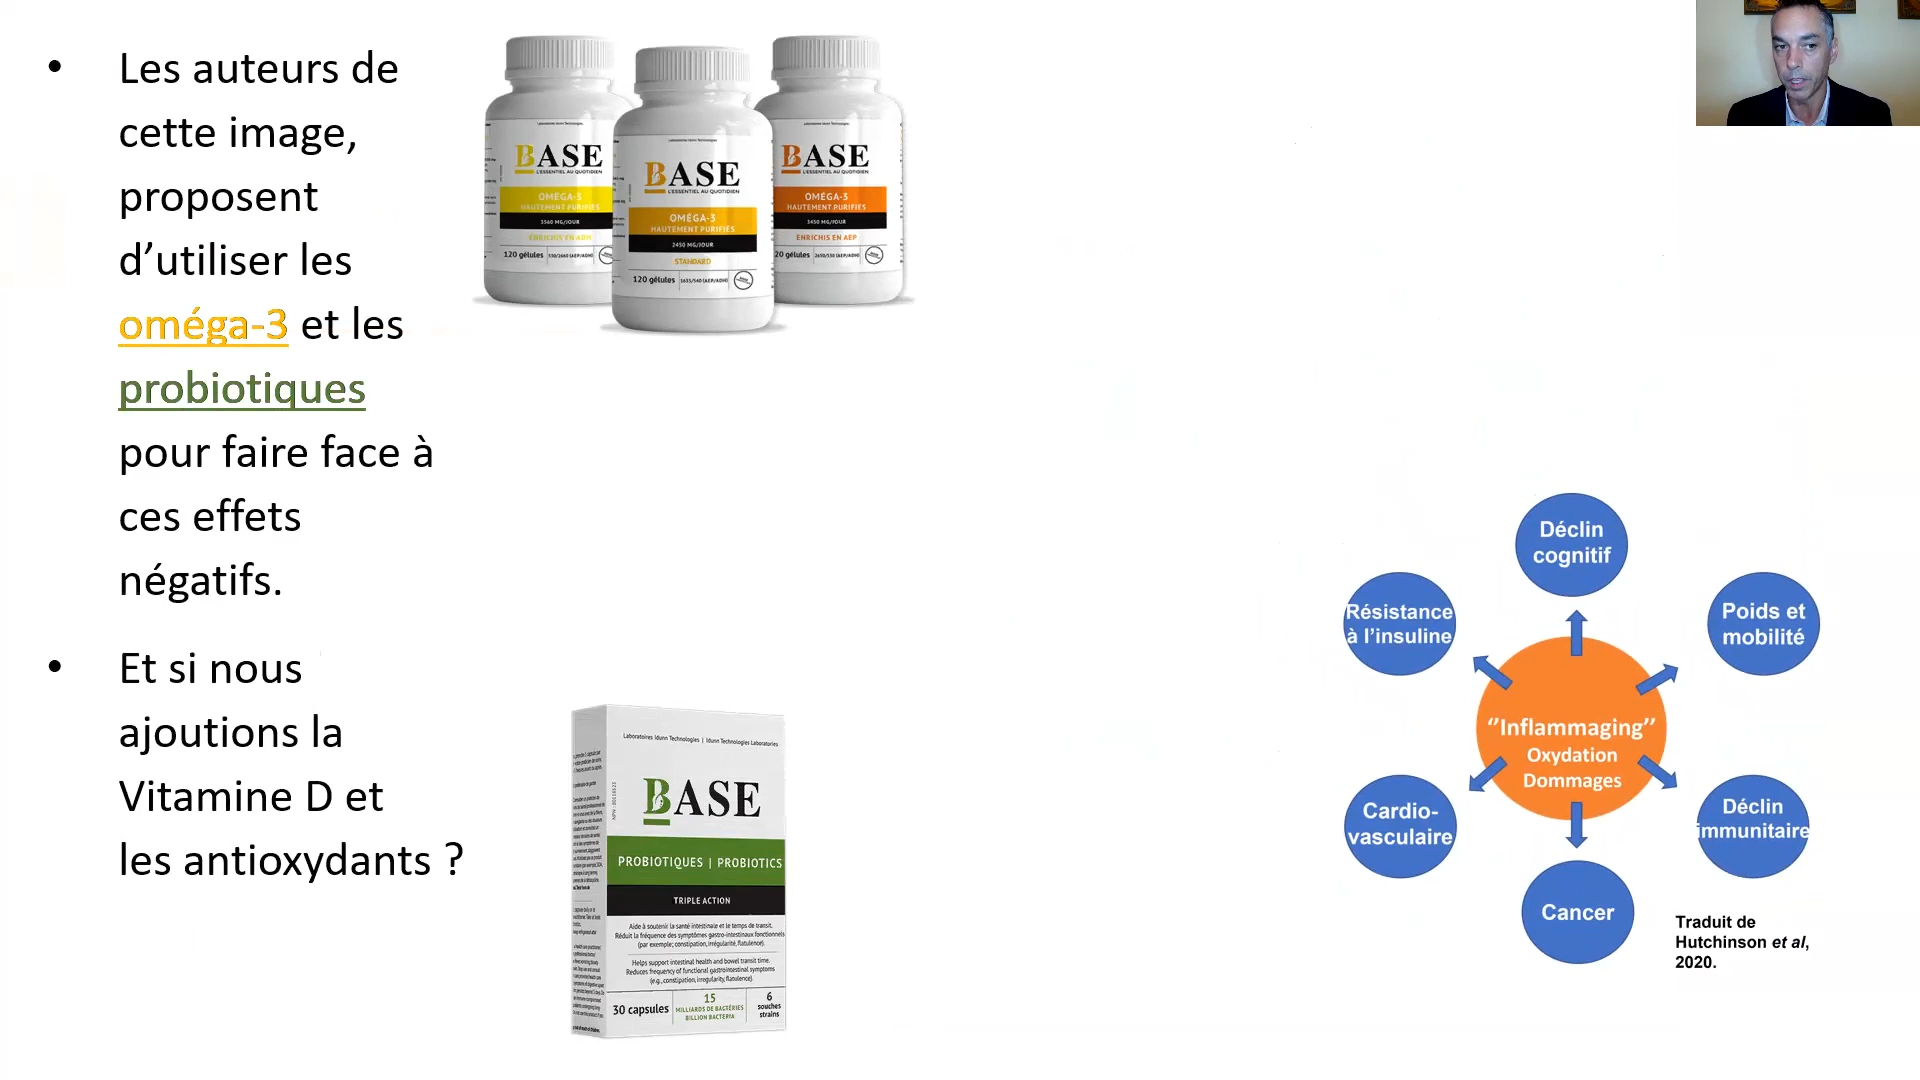 • Les auteurs de
cette image,
proposent
d’utiliser les
oméga-3 et les
probiotiques
pour faire face à
ces effets
négatifs.
• Et si nous
ajoutions la
Vitamine D et
les antioxydants ?
BASE
L'ESSENTIEL AU QUOTIDIEN
OMÉGA-3
HAUTEMENT PURIFIÉS
3560 MG/JOUR
ENRICHIS EN ADH
120 gélules
BASE
L'ESSENTIEL AU QUOTIDIEN
OMÉGA-3
HAUTEMENT PURIFIÉS
2450 MG/JOUR
STANDARD
120 gélules
BASE
L'ESSENTIEL AU QUOTIDIEN
OMÉGA-3
HAUTEMENT PURIFIÉS
3450 MG/JOUR
ENRICHIS EN AEP
20 gélules
Laboratoires Idunn Technologies | Idunn Technologies Laboratories
BASE
PROBIOTIQUES | PROBIOTICS
TRIPLE ACTION
Aide à soutenir la santé intestinale et le temps de transit.
Réduit la fréquence des symptômes gastro-intestinaux fonctionnels
(par exemple; constipation, irrégularité, flatulence).
Helps support intestinal health and bowel transit time.
Reduces frequency of functional gastrointestinal symptoms
(e.g., constipation, irregularity, flatulence).
30 capsules
15
MILLIARDS DE BACTÉRIES
BILLION BACTERIA
6
souches
strains
Déclin
cognitif
Résistance
à l’insuline
Poids et
mobilité
‘’Inflammaging’’
Oxydation
Dommages
Cardio-
vasculaire
Déclin
immunitaire
Cancer
Traduit de
Hutchinson et al,
2020.